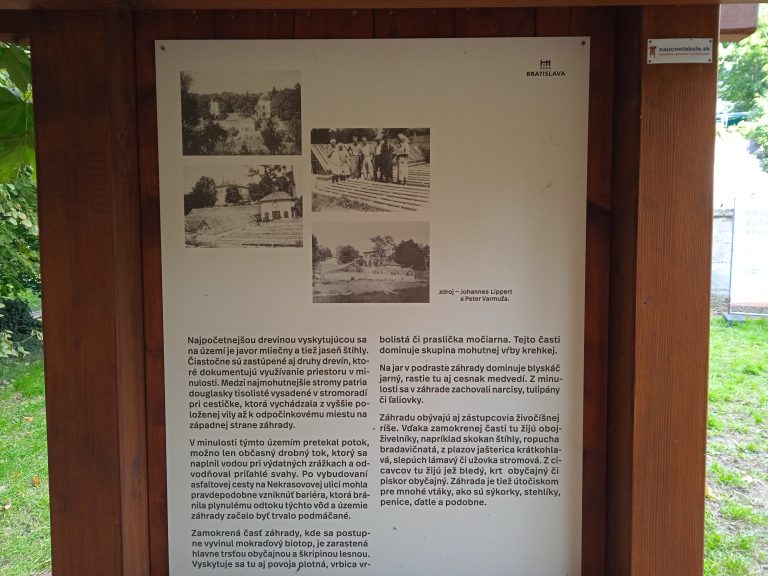 BRATISLAVA
naucnetabule.sk
zdroj – Johannes Lippert
a Peter Varmuža.
Najpočetnejšou drevinou vyskytujúcou sa
na území je javor mliečny a tiež jaseň štíhly.
Čiastočne sú zastúpené aj druhy drevín, kto-
ré dokumentujú využívanie priestoru v mi-
nulosti. Medzi najmohutnejšie stromy patria
douglasky tisolisté vysadené v stromoradí
pri cestičke, ktorá vychádzala z vyššie po-
loženej vily až k odpočinkovému miestu na
západnej strane záhrady.
V minulosti týmto územím pretekal potok,
možno len občasný drobný tok, ktorý sa
naplnil vodou pri výdatných zrážkach a od-
vodňoval priľahlé svahy. Po vybudovaní
asfaltovej cesty na Nekrasovovej ulici mohla
pravdepodobne vzniknúť bariéra, ktorá brá-
nila plynulému odtoku týchto vôd a územie
záhrady začalo byť trvalo podmáčané.
Zamokrená časť záhrady, kde sa postup-
ne vyvinul mokraďový biotop, je zarastená
hlavne trsťou obyčajnou a škripinou lesnou.
Vyskytuje sa tu aj povoja plotná, vrbica vr-
bolistá či praslička močiarna. Tejto časti
dominuje skupina mohutnej vŕby krehkej.
Na jar v podraste záhrady dominuje blyskáč
jarný, rastie tu aj cesnak medvedí. Z minu-
losti sa v záhrade zachovali narcisy, tulipány
či ľaliovky.
Záhradu obývajú aj zástupcovia živočíšnej
ríše. Vďaka zamokrenej časti tu žijú oboj-
živelníky, napríklad skokan štíhly, ropucha
bradavičnatá, z plazov jašterica krátkohla-
vá, slepúch lámavý či užovka stromová. Z ci-
cavcov tu žijú jež bledý, krt obyčajný či
piskor obyčajný. Záhrada je tiež útočiskom
pre mnohé vtáky, ako sú sýkorky, stehlíky,
penice, ďatle a podobne.